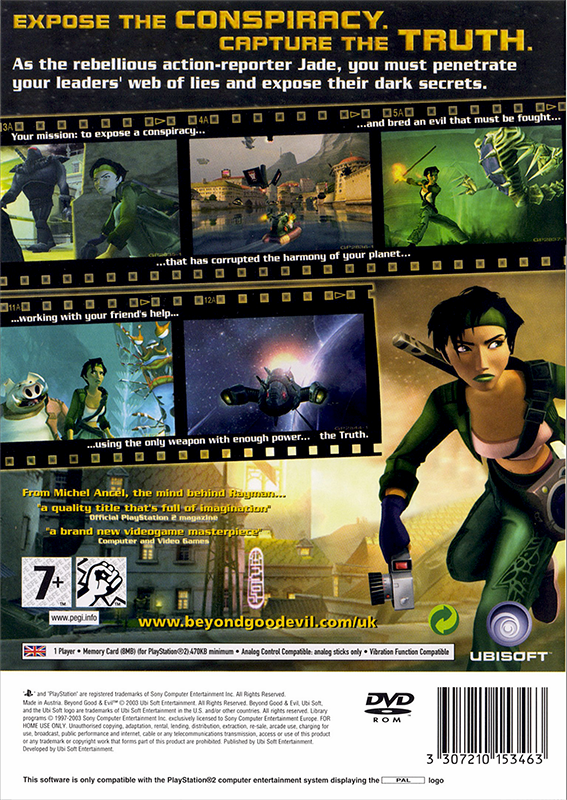 EXPOSE THE CONSPIRACY.
CAPTURE THE TRUTH.
As the rebellious action-reporter Jade, you must penetrate
your leaders' web of lies and expose their dark secrets.
3A
4A
5A
Your mission: to expose a conspiracy...
...and bred an evil that must be fought...
...that has corrupted the harmony of your planet...
11A
12A
...working with your friend's help...
...using the only weapon with enough power... the Truth.
From Michel Ancel, the mind behind Rayman...
"a quality title that's full of imagination"
Official PlayStation 2 magazine
"a brand new videogame masterpiece"
Computer and Video Games
7+
www.pegi.info
www.beyondgoodevil.com/uk
UBISOFT™
1 Player • Memory Card (8MB) (for PlayStation®2):470KB minimum • Analog Control Compatible: analog sticks only • Vibration Function Compatible
" and "PlayStation" are registered trademarks of Sony Computer Entertainment Inc. All Rights Reserved.
Made in Austria. Beyond Good & Evil™ © 2003 Ubi Soft Entertainment. All Rights Reserved. Beyond Good & Evil, Ubi Soft,
and the Ubi Soft logo are trademarks of Ubi Soft Entertainment in the U.S. and/or other countries. All rights reserved. Library
programs © 1997-2003 Sony Computer Entertainment Inc. exclusively licensed to Sony Computer Entertainment Europe. FOR
HOME USE ONLY. Unauthorised copying, adaptation, rental, lending, distribution, extraction, re-sale, arcade use, charging for
use, broadcast, public performance and internet, cable or any telecommunications transmission, access or use of this product
or any trademark or copyright work that forms part of this product are prohibited. Published by Ubi Soft Entertainment.
Developed by Ubi Soft Entertainment.
DVD
ROM
3 307210 153463
This software is only compatible with the PlayStation®2 computer entertainment system displaying the PAL logo